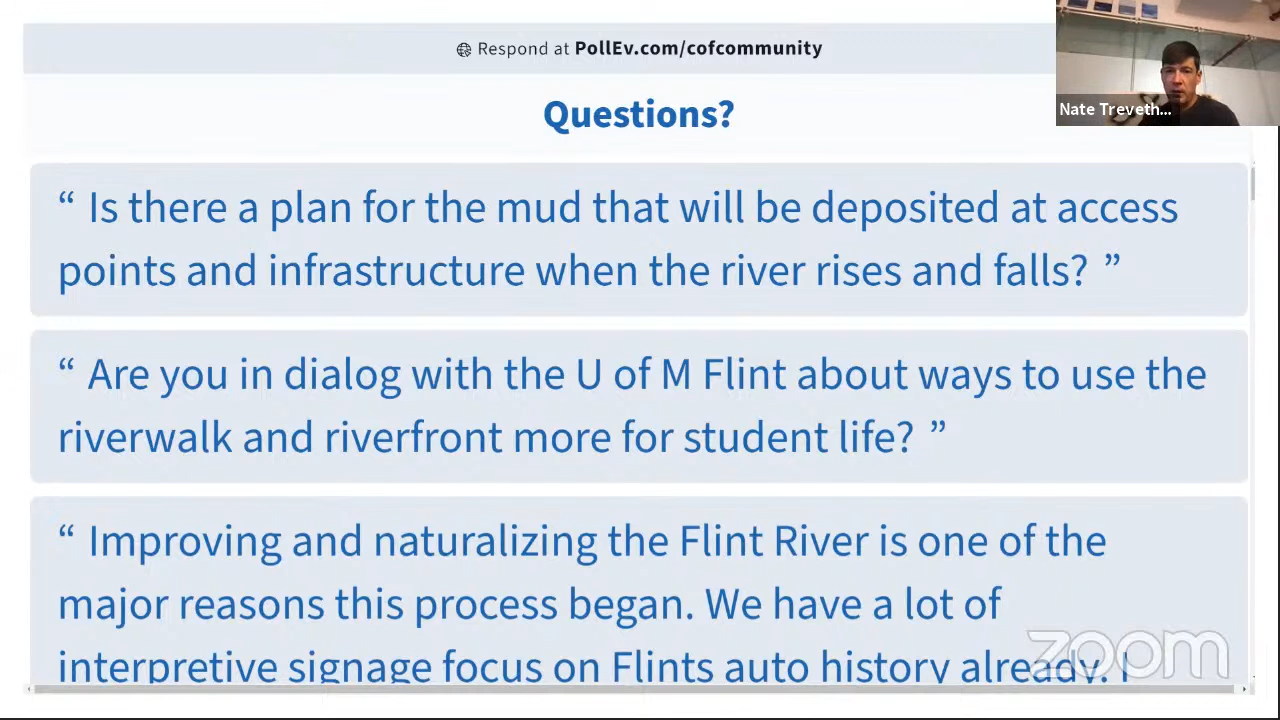 Respond at PollEv.com/cofcommunity
Questions?
Nate Treveth...
“ Is there a plan for the mud that will be deposited at access
points and infrastructure when the river rises and falls? ”
“ Are you in dialog with the U of M Flint about ways to use the
riverwalk and riverfront more for student life? ”
“ Improving and naturalizing the Flint River is one of the
major reasons this process began. We have a lot of
interpretive signage focus on Flints auto history already. I
zoom